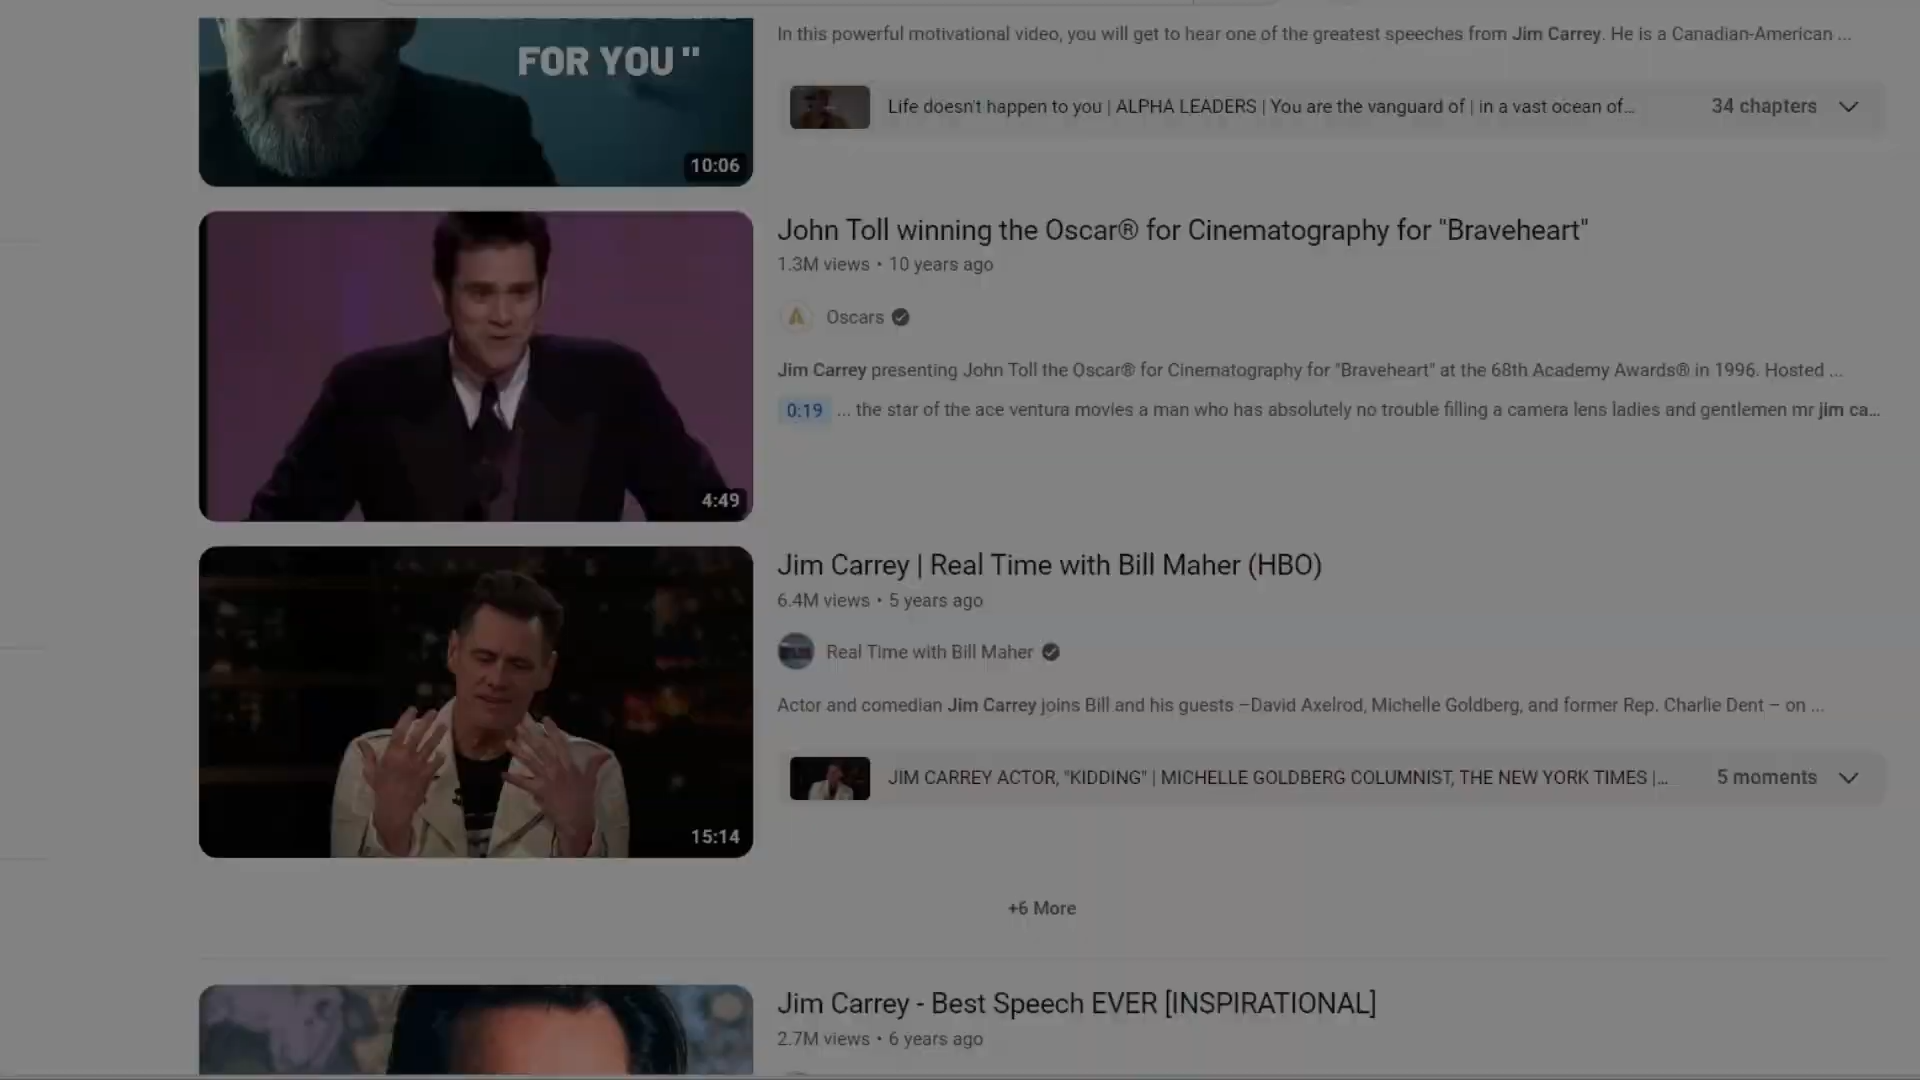 FOR YOU"
10:06
In this powerful motivational video, you will get to hear one of the greatest speeches from Jim Carrey. He is a Canadian-American ...
Life doesn't happen to you | ALPHA LEADERS | You are the vanguard of | in a vast ocean of...
34 chapters
4:49
John Toll winning the Oscar® for Cinematography for "Braveheart"
1.3M views • 10 years ago
Oscars
Jim Carrey presenting John Toll the Oscar® for Cinematography for "Braveheart" at the 68th Academy Awards® in 1996. Hosted ...
0:19 ... the star of the ace ventura movies a man who has absolutely no trouble filling a camera lens ladies and gentlemen mr jim ca...
15:14
Jim Carrey | Real Time with Bill Maher (HBO)
6.4M views • 5 years ago
Real Time with Bill Maher
Actor and comedian Jim Carrey joins Bill and his guests –David Axelrod, Michelle Goldberg, and former Rep. Charlie Dent – on ...
JIM CARREY ACTOR, "KIDDING" | MICHELLE GOLDBERG COLUMNIST, THE NEW YORK TIMES |...
5 moments
+6 More
Jim Carrey - Best Speech EVER [INSPIRATIONAL]
2.7M views • 6 years ago